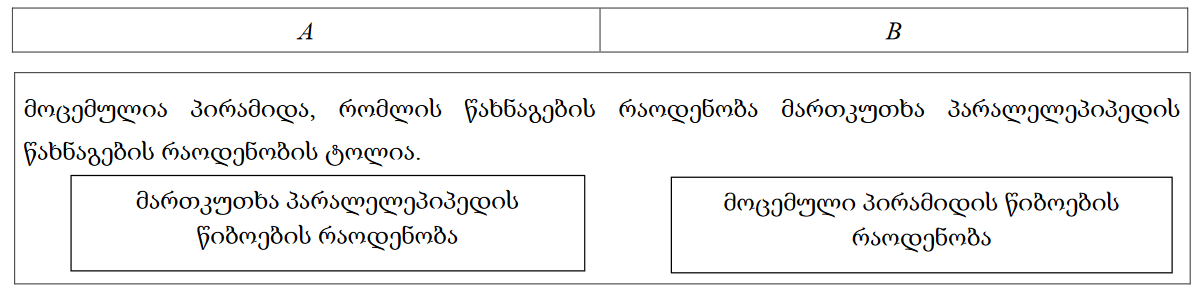 A
B
მოცემულია პირამიდა, რომლის წახნაგების რაოდენობა მართკუთხა პარალელეპიპედის
წახნაგების რაოდენობის ტოლია.
მართკუთხა პარალელეპიპედის
წიბოების რაოდენობა
მოცემული პირამიდის წიბოების
რაოდენობა